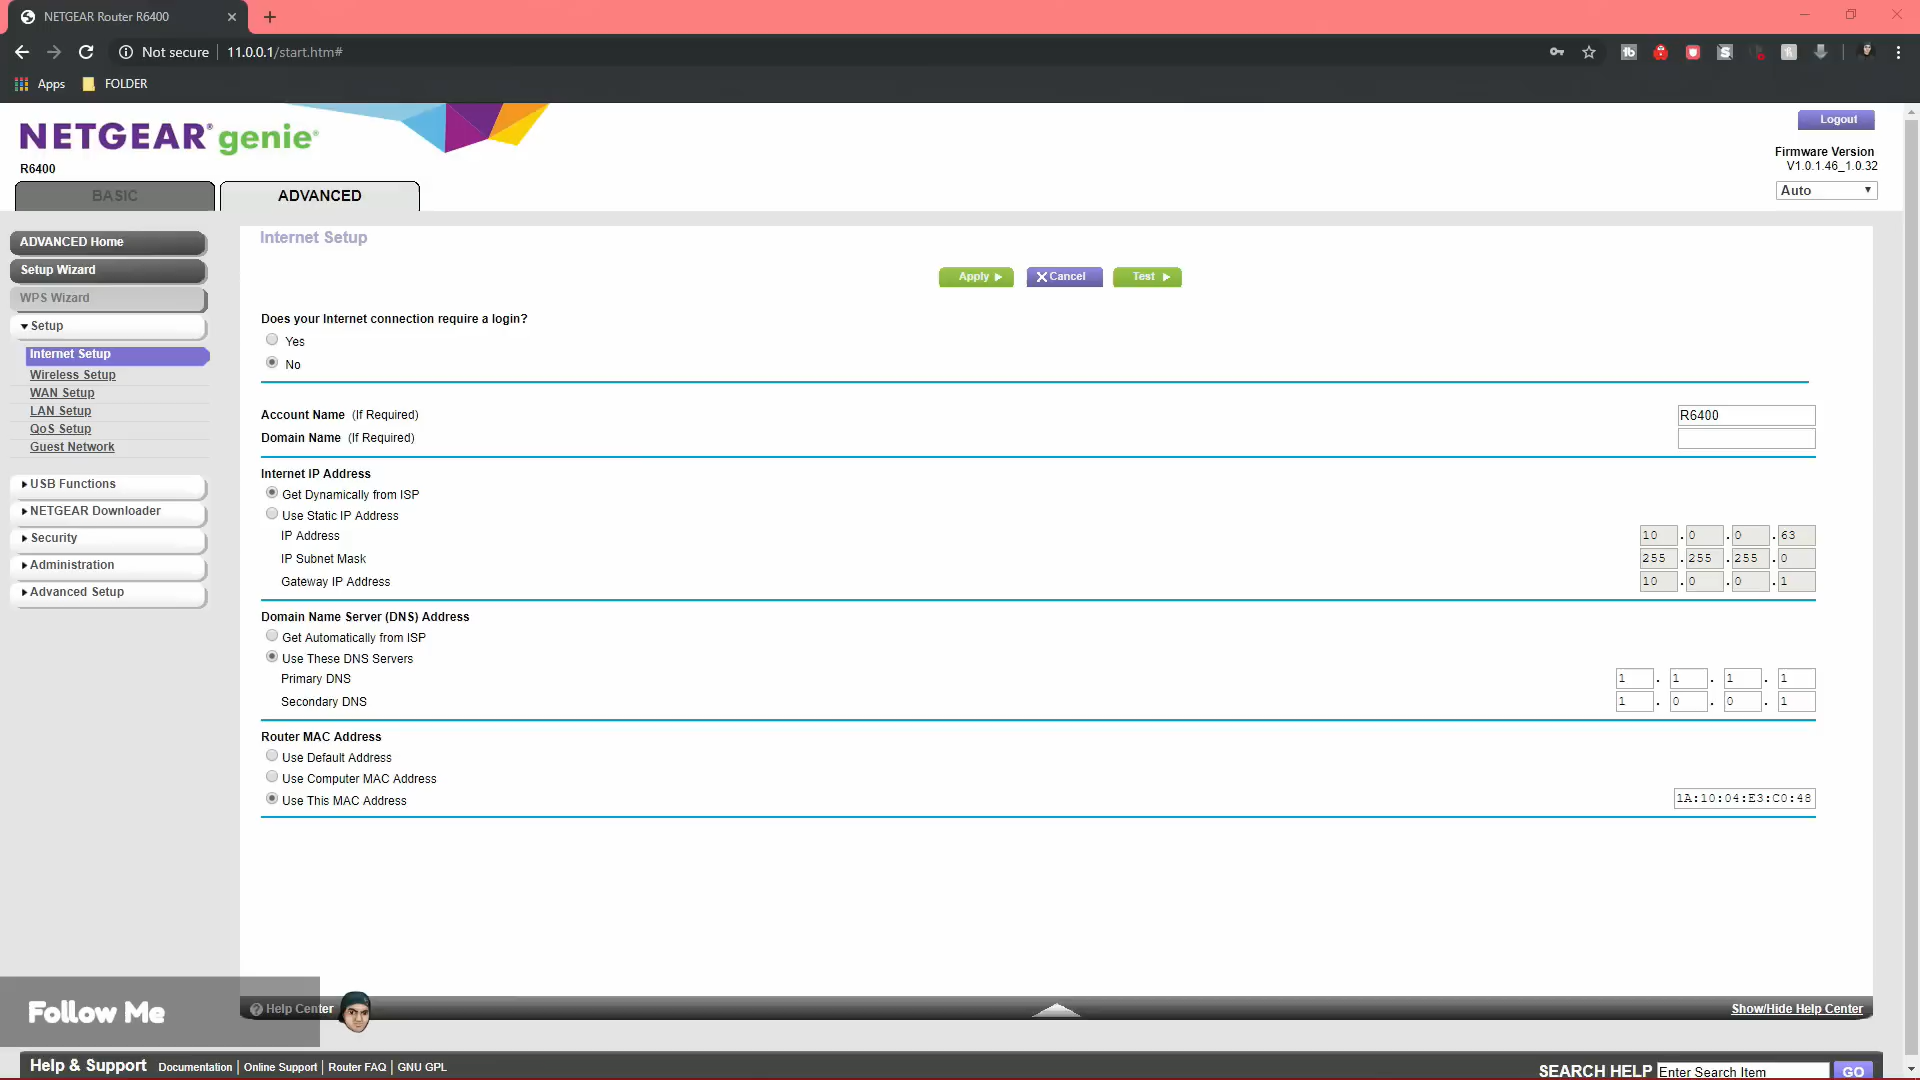 NETGEAR Router R6400
Not secure 11.0.0.1/start.htm#
Apps FOLDER
NETGEAR® genie®
Logout
R6400
Firmware Version
V1.0.1.46_1.0.32
Auto
BASIC ADVANCED
ADVANCED Home
Setup Wizard
WPS Wizard
Setup
Internet Setup
Wireless Setup
WAN Setup
LAN Setup
QoS Setup
Guest Network
USB Functions
NETGEAR Downloader
Security
Administration
Advanced Setup
Internet Setup
Apply Cancel Test
Does your Internet connection require a login?
Yes
No
Account Name (If Required) R6400
Domain Name (If Required)
Internet IP Address
Get Dynamically from ISP
Use Static IP Address
IP Address 10 . 0 . 0 . 63
IP Subnet Mask 255 . 255 . 255 . 0
Gateway IP Address 10 . 0 . 0 . 1
Domain Name Server (DNS) Address
Get Automatically from ISP
Use These DNS Servers
Primary DNS 1 . 1 . 1 . 1
Secondary DNS 1 . 0 . 0 . 1
Router MAC Address
Use Default Address
Use Computer MAC Address
Use This MAC Address 1A:10:04:E3:C0:48
Follow Me
Help Center Show/Hide Help Center
Help & Support Documentation | Online Support | Router FAQ | GNU GPL
SEARCH HELP Enter Search Item GO